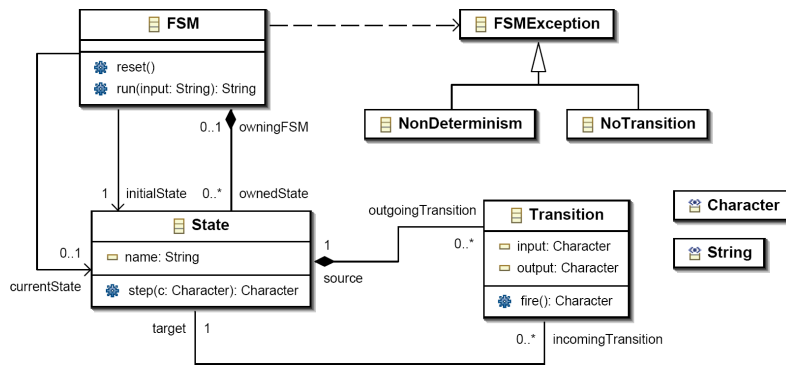 FSM
FSMException
reset()
run(input: String): String
NonDeterminism
NoTransition
0..1
owningFSM
1
initialState
0..*
ownedState
State
name: String
step(c: Character): Character
0..1
currentState
1
source
outgoingTransition
0..*
Transition
input: Character
output: Character
fire(): Character
Character
String
target
1
0..*
incomingTransition